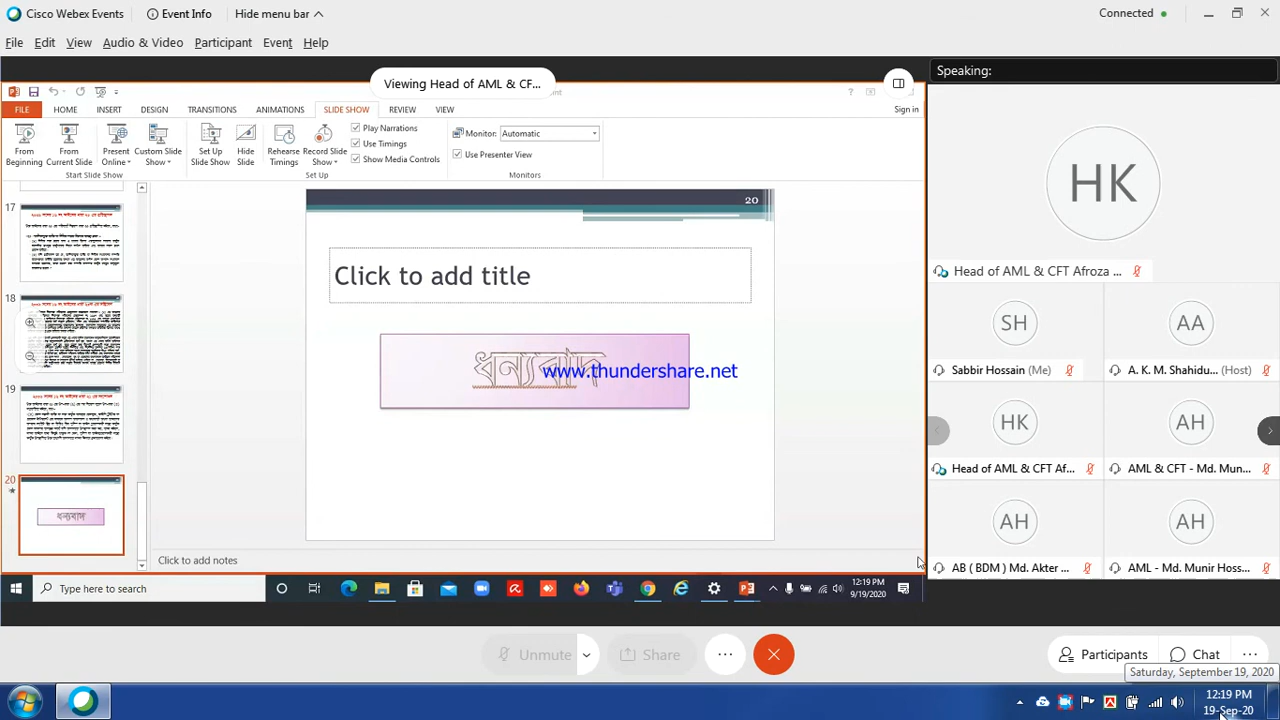 Cisco Webex Events
Event Info
Hide menu bar
Connected
File Edit View Audio & Video Participant Event Help
Viewing Head of AML & CF...
Speaking:
FILE HOME INSERT DESIGN TRANSITIONS ANIMATIONS SLIDE SHOW REVIEW VIEW
Sign in
From Beginning
From Current Slide
Present Online
Custom Slide Show
Start Slide Show
Set Up Slide Show
Hide Slide
Rehearse Timings
Record Slide Show
Play Narrations
Use Timings
Show Media Controls
Set Up
Monitor: Automatic
Use Presenter View
Monitors
17
18
19
20
ধন্যবাদ
20
Click to add title
ধন্যবাদ
www.thundershare.net
Click to add notes
HK
Head of AML & CFT Afroza ...
SH
Sabbir Hossain (Me)
AA
A. K. M. Shahidu... (Host)
HK
Head of AML & CFT Af...
AH
AML & CFT - Md. Mun...
AH
AB ( BDM ) Md. Akter ...
AH
AML - Md. Munir Hoss...
Type here to search
12:19 PM
9/19/2020
Unmute
Share
Participants
Chat
Saturday, September 19, 2020
12:19 PM
19-Sep-20